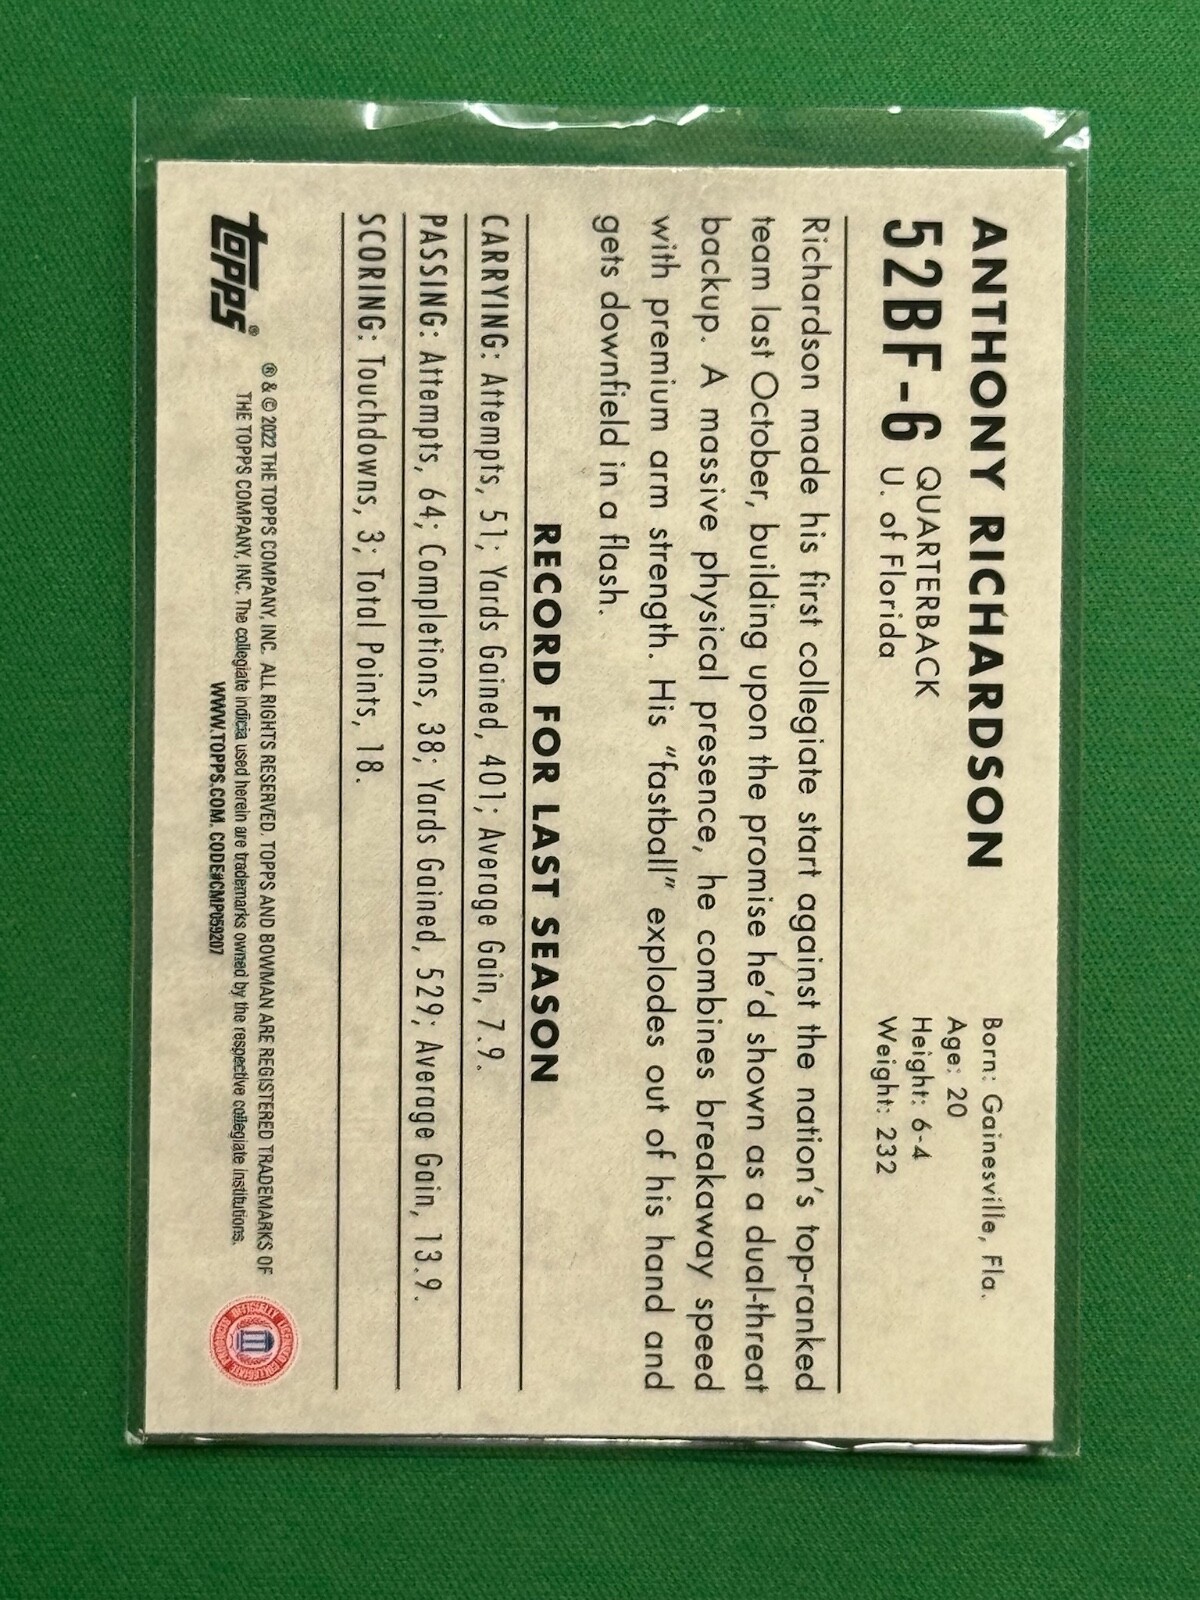 ANTHONY RICHARDSON
52BF-6
QUARTERBACK
U. of Florida
Born: Gainesville, Fla.
Age: 20
Height: 6-4
Weight: 232
Richardson made his first collegiate start against the nation's top-ranked
team last October, building upon the promise he'd shown as a dual-threat
backup. A massive physical presence, he combines breakaway speed
with premium arm strength. His "fastball" explodes out of his hand and
gets downfield in a flash.
RECORD FOR LAST SEASON
CARRYING: Attempts, 51; Yards Gained, 401; Average Gain, 7.9.
PASSING: Attempts, 64; Completions, 38; Yards Gained, 529; Average Gain, 13.9.
SCORING: Touchdowns, 3; Total Points, 18.
topps®
® & © 2022 THE TOPPS COMPANY, INC. ALL RIGHTS RESERVED. TOPPS AND BOWMAN ARE REGISTERED TRADEMARKS OF
THE TOPPS COMPANY, INC. The collegiate indicia used herein are trademarks owned by the respective collegiate institutions.
WWW.TOPPS.COM. CODE#CMP059207
OFFICIALLY LICENSED COLLEGIATE PRODUCTS